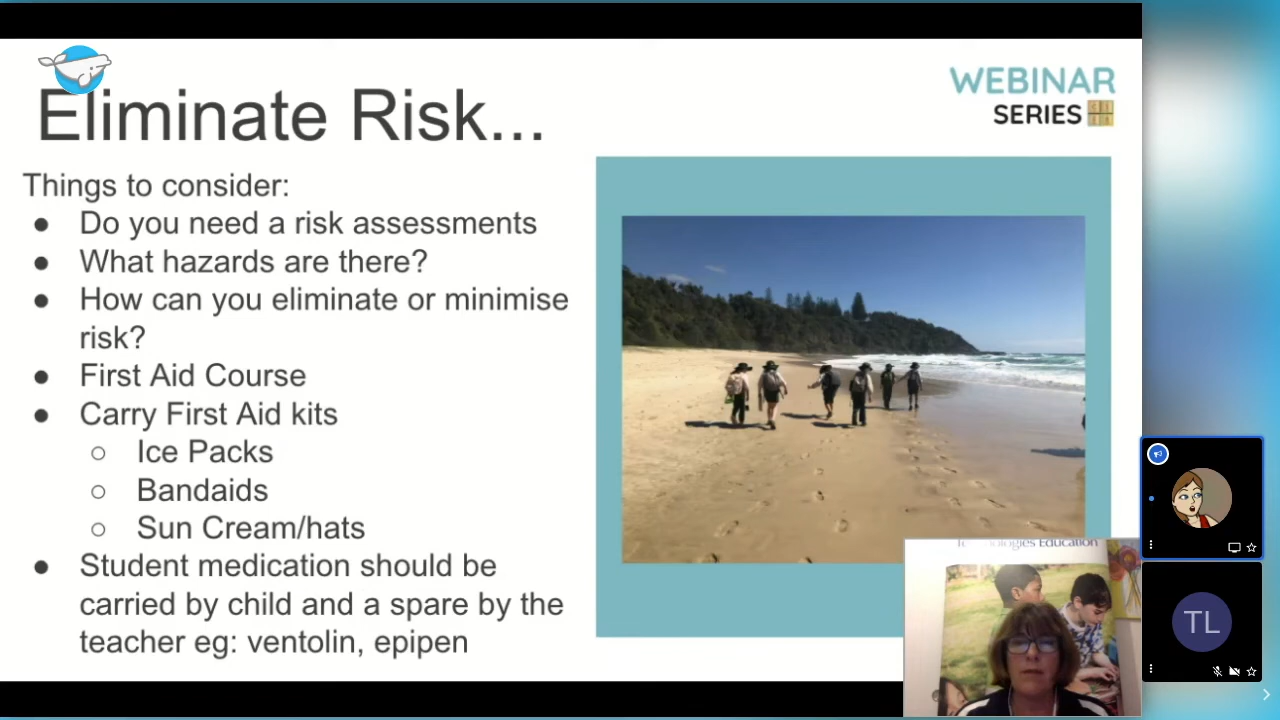 Eliminate Risk...
WEBINAR
SERIES
Things to consider:
● Do you need a risk assessments
● What hazards are there?
● How can you eliminate or minimise
risk?
● First Aid Course
● Carry First Aid kits
○ Ice Packs
○ Bandaids
○ Sun Cream/hats
● Student medication should be
carried by child and a spare by the
teacher eg: ventolin, epipen
Technologies Education
TL